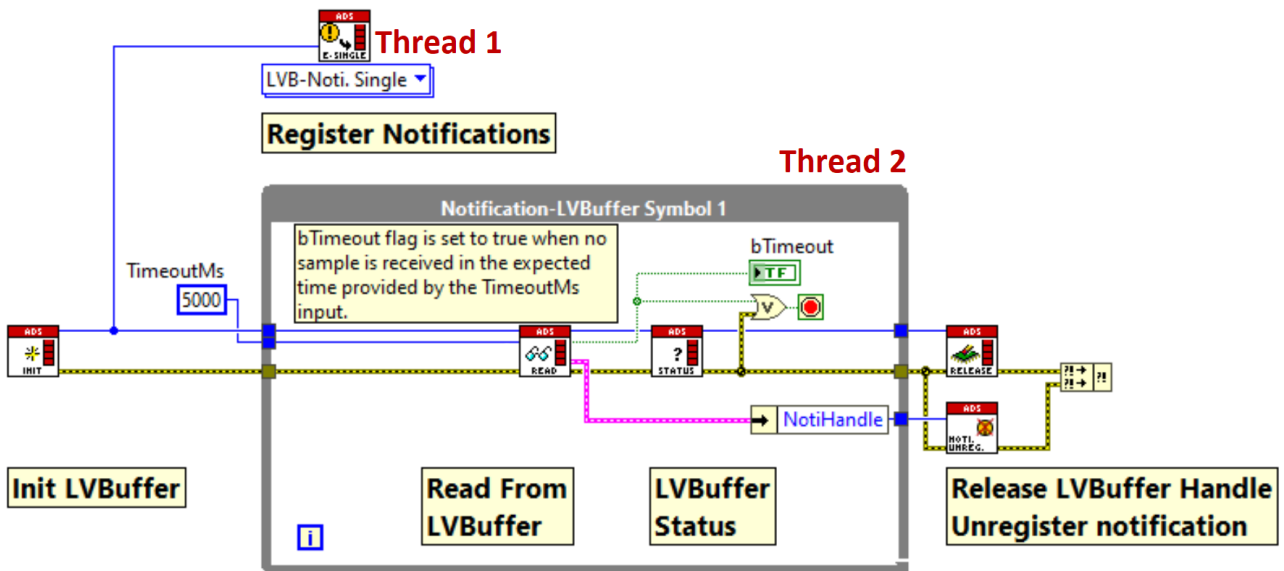 ADS
E-SINGLE
Thread 1
LVB-Noti. Single
Register Notifications
Thread 2
Notification-LVBuffer Symbol 1
bTimeout flag is set to true when no
sample is received in the expected
time provided by the TimeoutMs
input.
bTimeout
TF
TimeoutMs
5000
V
ADS
INIT
ADS
READ
ADS
?
STATUS
ADS
RELEASE
?!
?!
?!
NotiHandle
ADS
NOTI.
UNREG.
Init LVBuffer
Read From
LVBuffer
LVBuffer
Status
Release LVBuffer Handle
Unregister notification
i